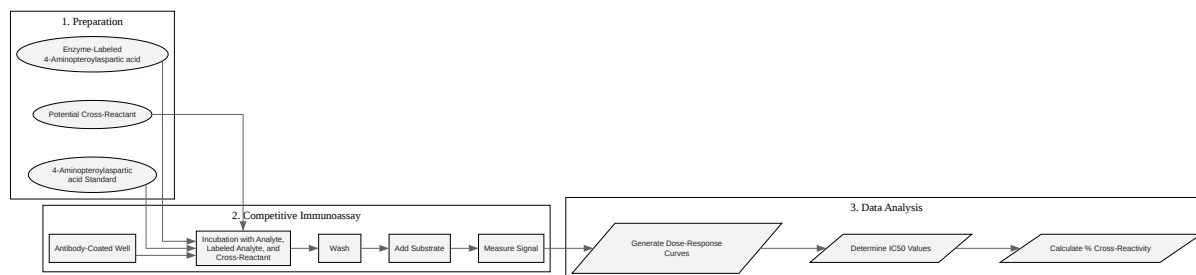 1. Preparation
Enzyme-Labeled
4-Aminopteroylaspartic acid
Potential Cross-Reactant
4-Aminopteroylaspartic
acid Standard
2. Competitive Immunoassay
Antibody-Coated Well
Incubation with Analyte,
Labeled Analyte, and
Cross-Reactant
Wash
Add Substrate
Measure Signal
3. Data Analysis
Generate Dose-Response
Curves
Determine IC50 Values
Calculate % Cross-Reactivity